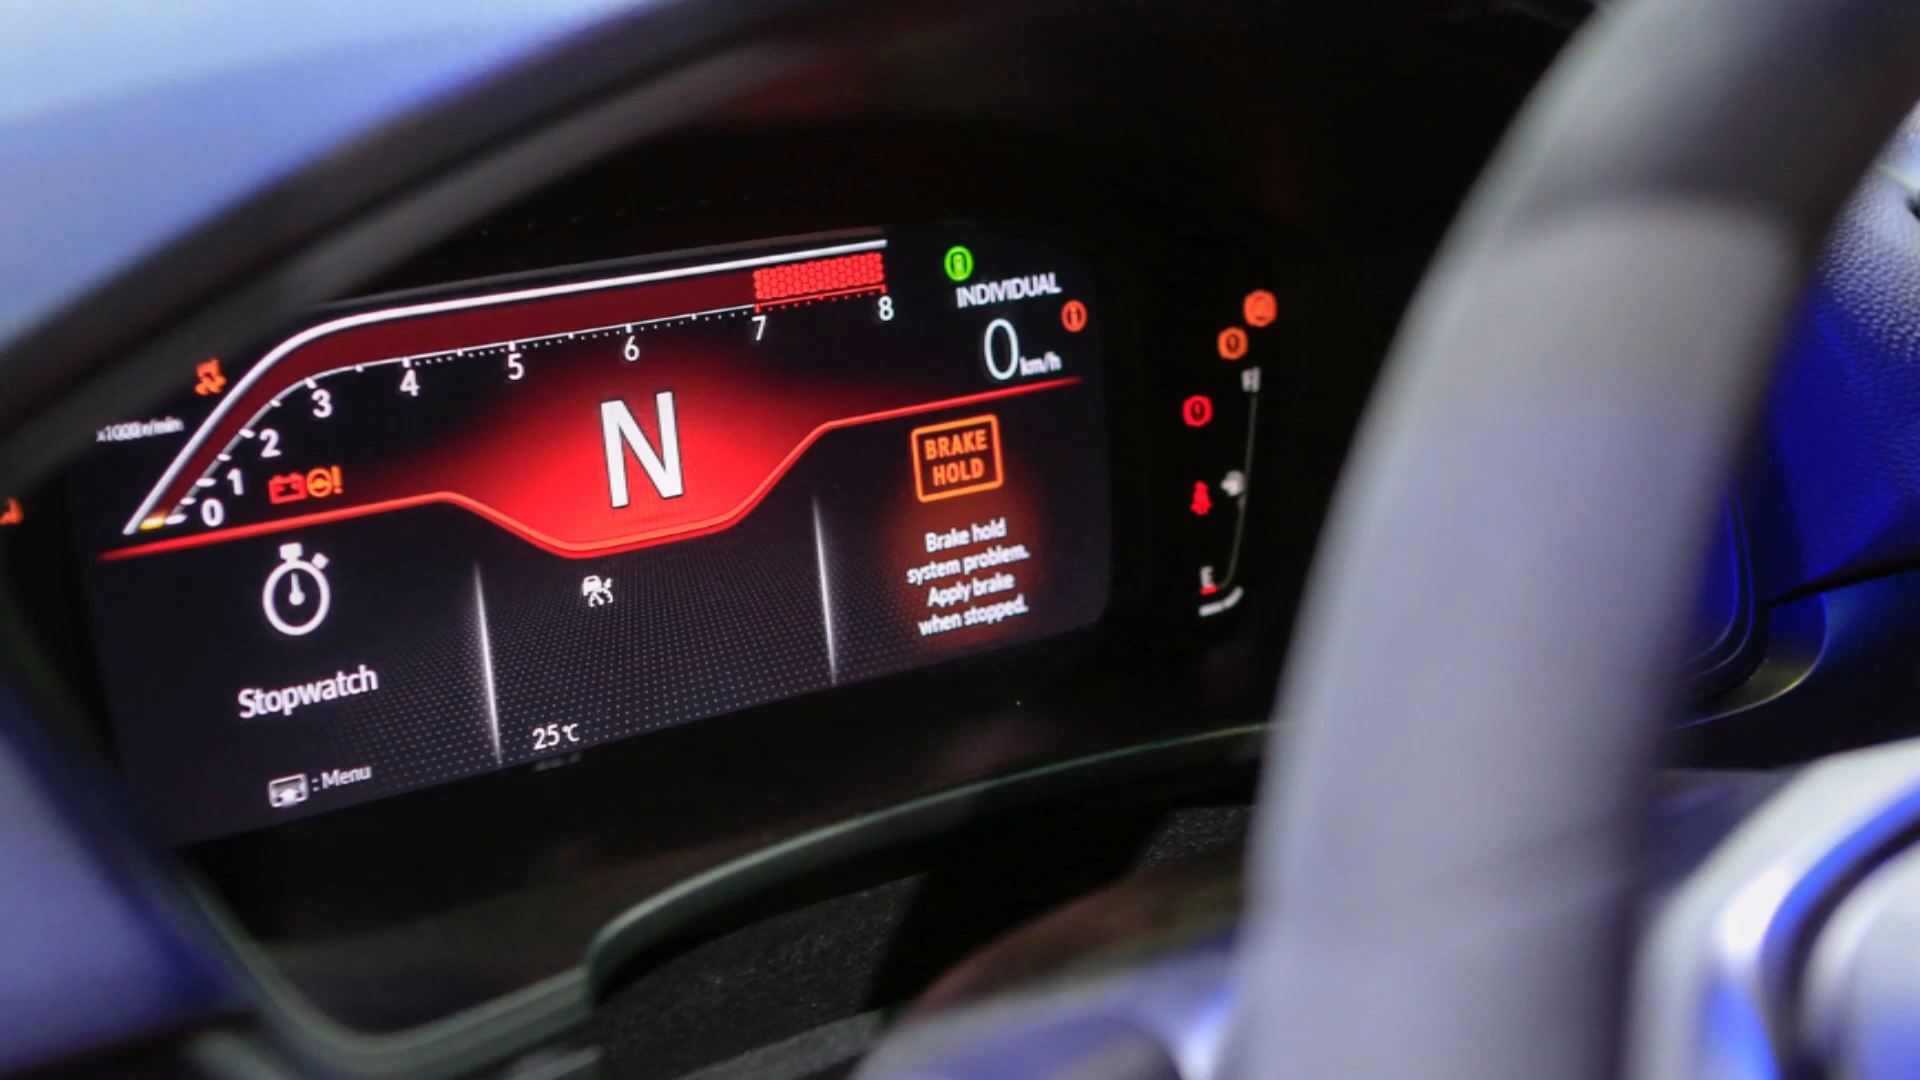 INDIVIDUAL
8
7
6
5
4
3
2
1
0
x1000r/min
0 km/h
N
BRAKE
HOLD
Brake hold
system problem.
Apply brake
when stopped.
Stopwatch
25℃
: Menu
H
E